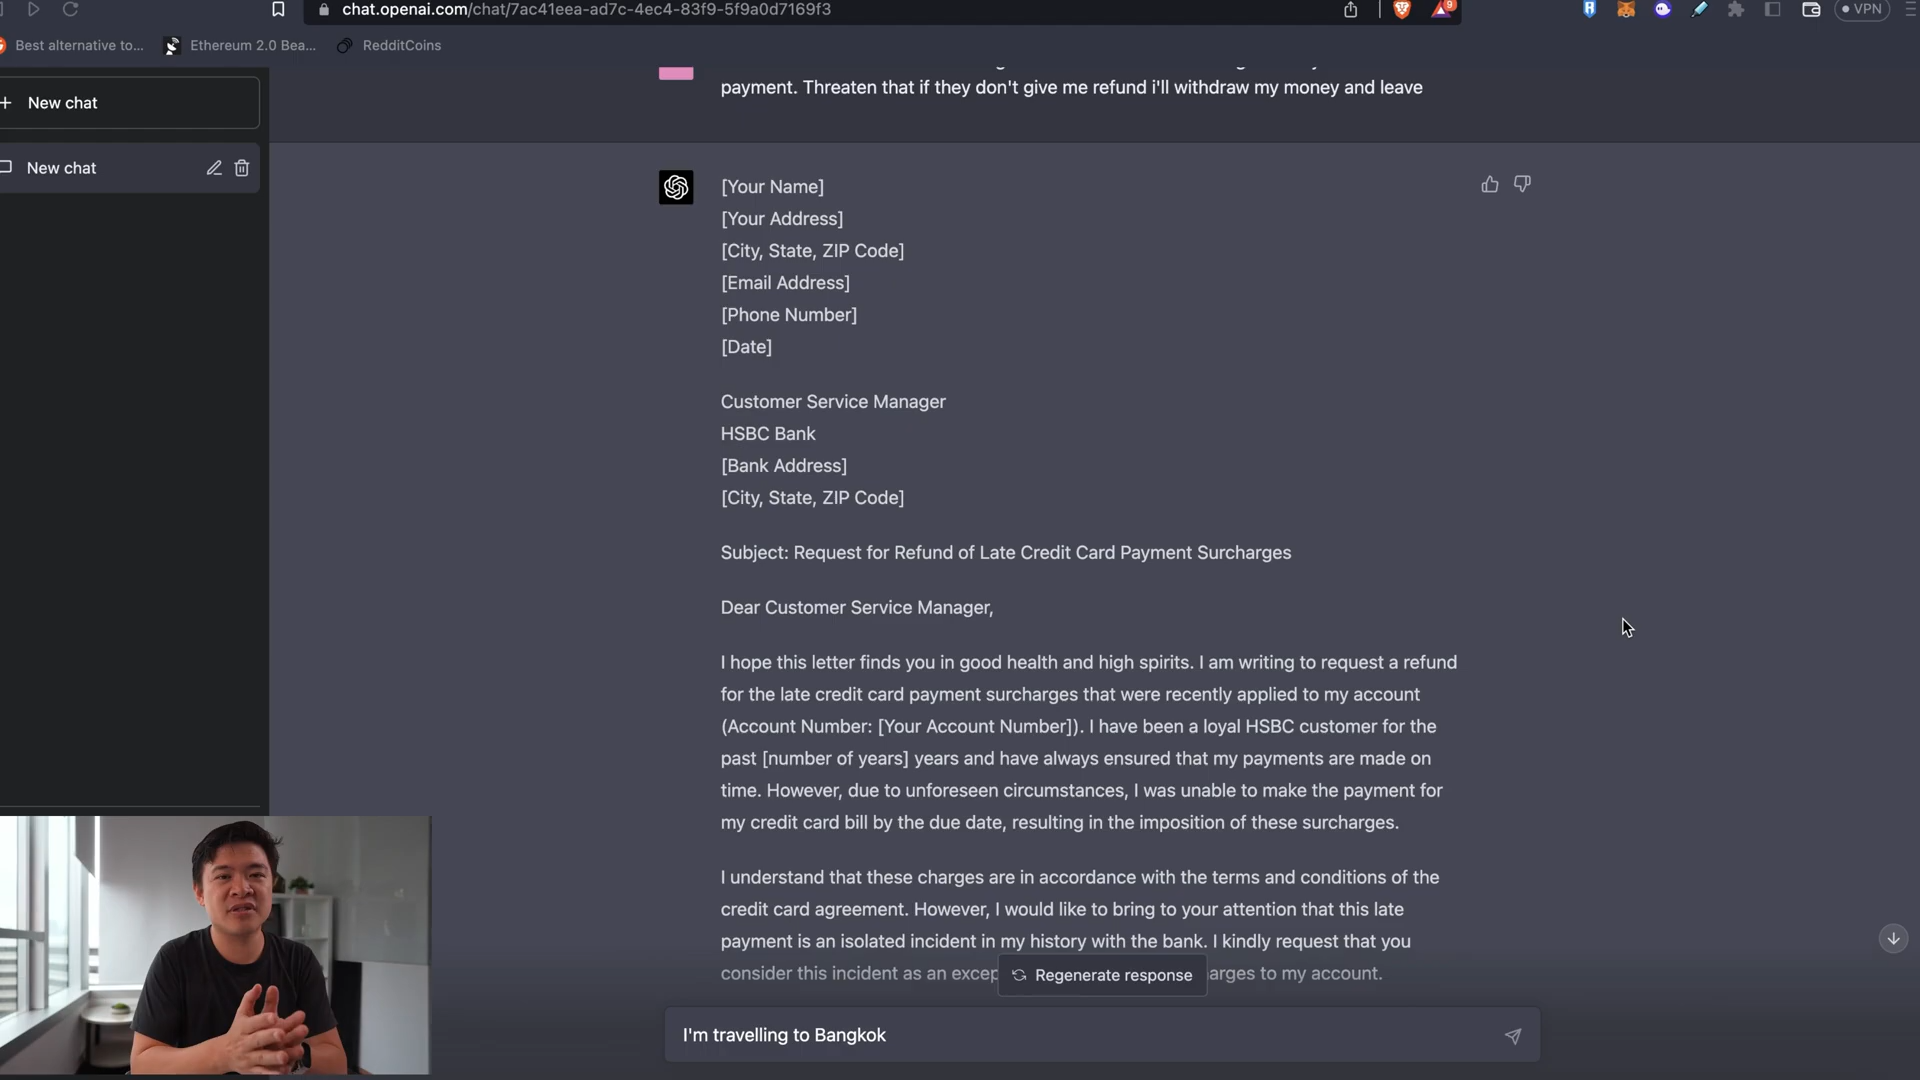 chat.openai.com/chat/7ac41eea-ad7c-4ec4-83f9-5f9a0d7169f3
9
VPN
Best alternative to...
Ethereum 2.0 Bea...
RedditCoins
New chat
New chat
payment. Threaten that if they don't give me refund i'll withdraw my money and leave
[Your Name]
[Your Address]
[City, State, ZIP Code]
[Email Address]
[Phone Number]
[Date]
Customer Service Manager
HSBC Bank
[Bank Address]
[City, State, ZIP Code]
Subject: Request for Refund of Late Credit Card Payment Surcharges
Dear Customer Service Manager,
I hope this letter finds you in good health and high spirits. I am writing to request a refund
for the late credit card payment surcharges that were recently applied to my account
(Account Number: [Your Account Number]). I have been a loyal HSBC customer for the
past [number of years] years and have always ensured that my payments are made on
time. However, due to unforeseen circumstances, I was unable to make the payment for
my credit card bill by the due date, resulting in the imposition of these surcharges.
I understand that these charges are in accordance with the terms and conditions of the
credit card agreement. However, I would like to bring to your attention that this late
payment is an isolated incident in my history with the bank. I kindly request that you
consider this incident as an excep arges to my account.
Regenerate response
I'm travelling to Bangkok